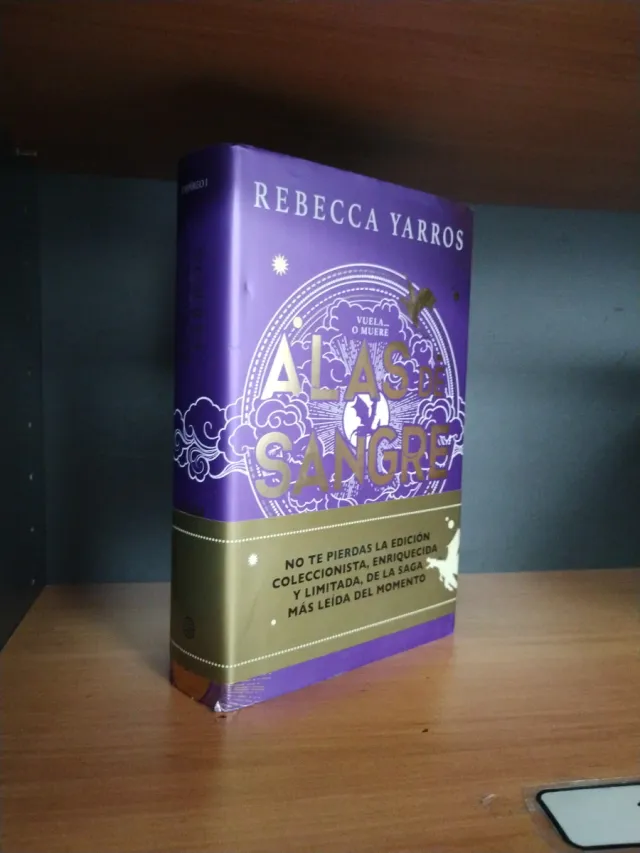 REBECCA YARROS
VUELA...
O MUERE
ALAS DE
SANGRE
NO TE PIERDAS LA EDICIÓN
COLECCIONISTA, ENRIQUECIDA
Y LIMITADA, DE LA SAGA
MÁS LEÍDA DEL MOMENTO